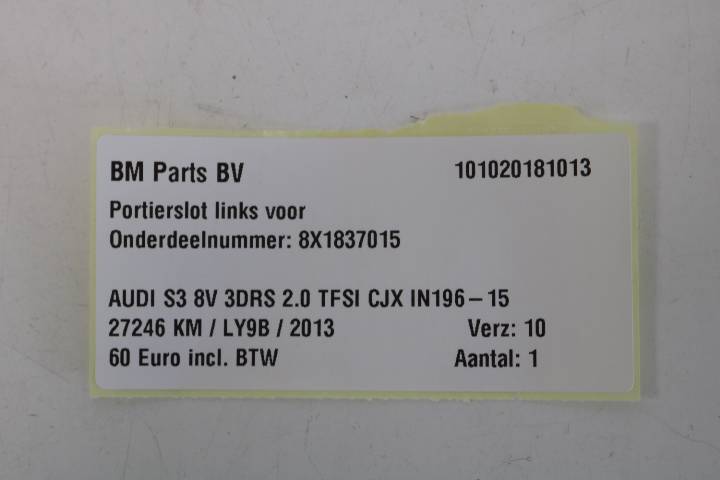 BM Parts BV 101020181013
Portierslot links voor
Onderdeelnummer: 8X1837015
AUDI S3 8V 3DRS 2.0 TFSI CJX IN196-15
27246 KM / LY9B / 2013 Verz: 10
60 Euro incl. BTW Aantal: 1